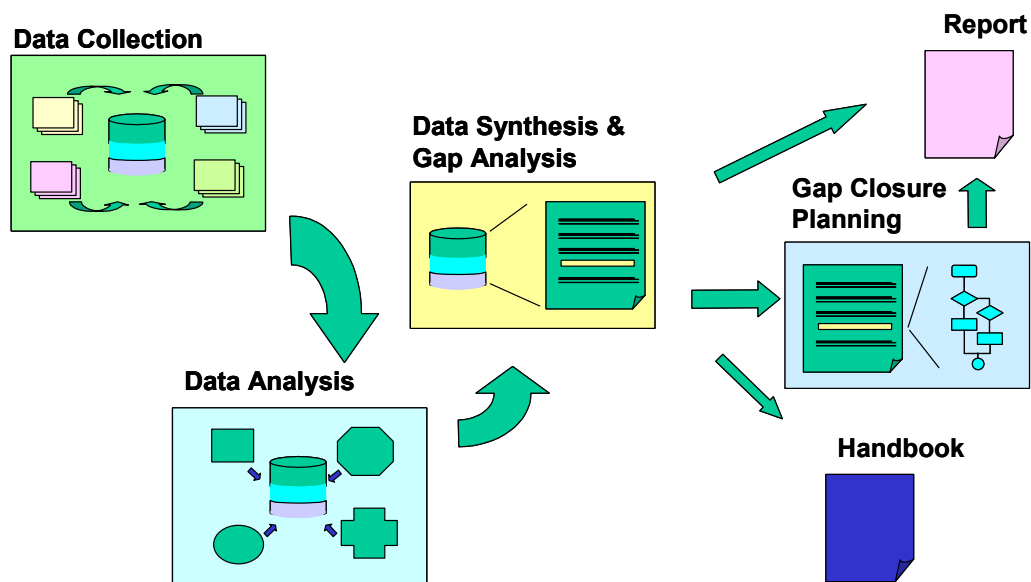 Data Collection
Data Analysis
Data Synthesis &
Gap Analysis
Report
Gap Closure
Planning
Handbook